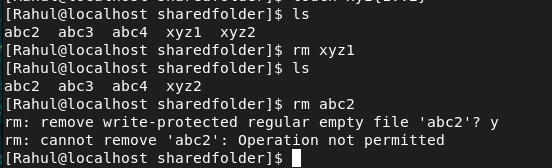 [Rahul@localhost sharedfolder]$ ls
abc2  abc3  abc4  xyz1  xyz2
[Rahul@localhost sharedfolder]$ rm xyz1
[Rahul@localhost sharedfolder]$ ls
abc2  abc3  abc4  xyz2
[Rahul@localhost sharedfolder]$ rm abc2
rm: remove write-protected regular empty file 'abc2'? y
rm: cannot remove 'abc2': Operation not permitted
[Rahul@localhost sharedfolder]$